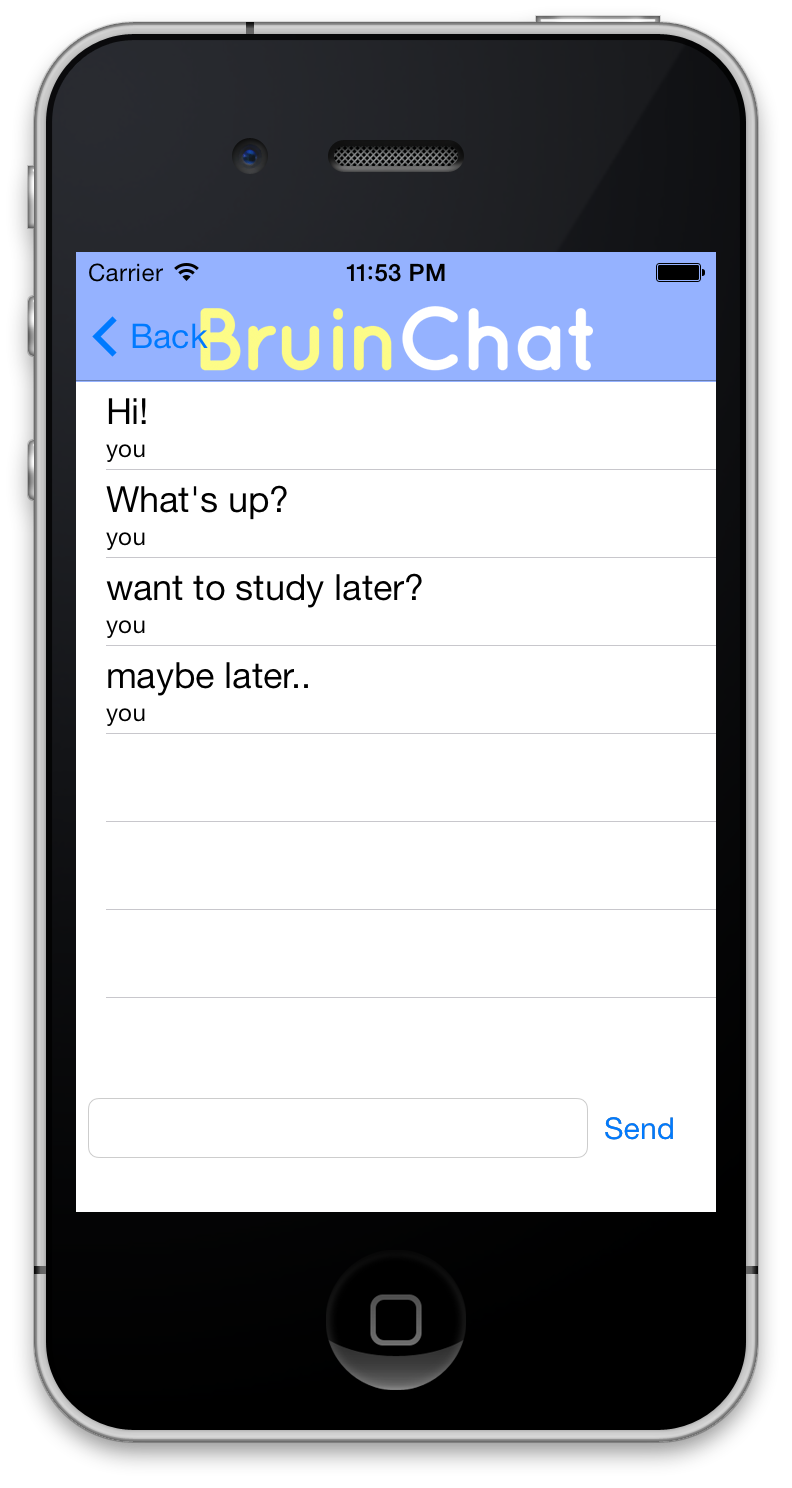 Carrier 11:53 PM
Back BruinChat
Hi!
you
What's up?
you
want to study later?
you
maybe later..
you
Send